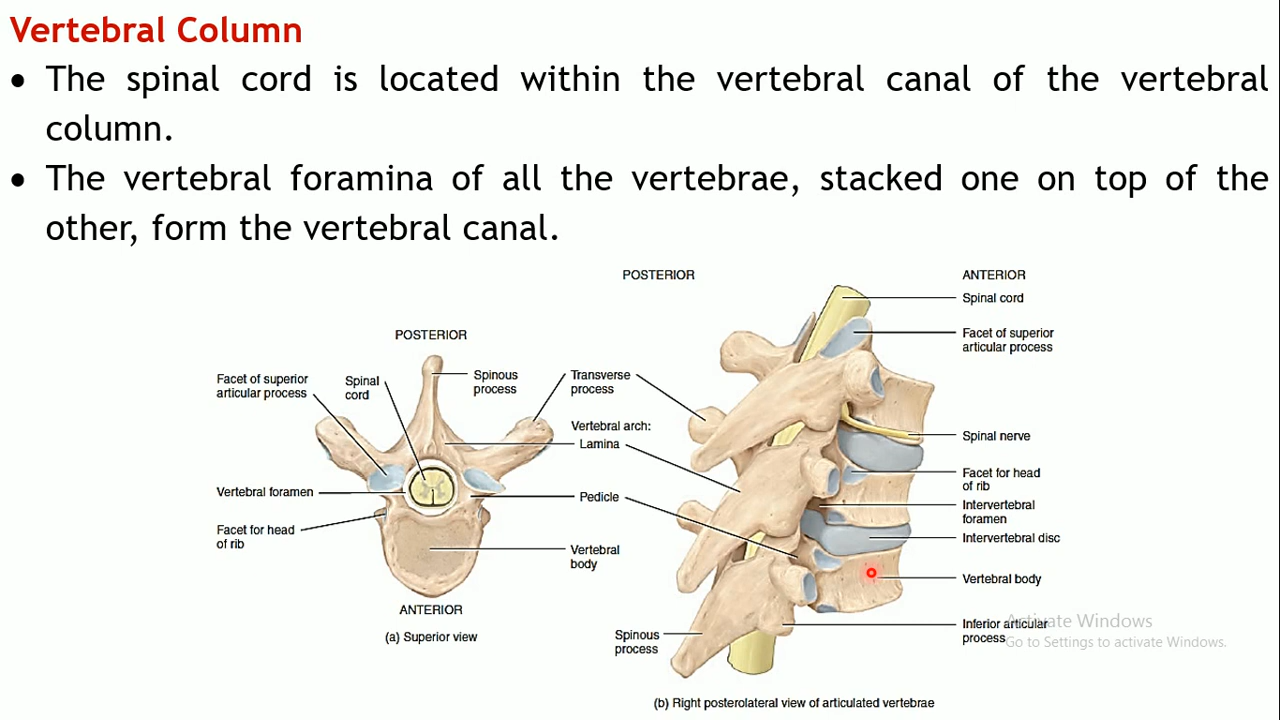 Vertebral Column
• The spinal cord is located within the vertebral canal of the vertebral
column.
• The vertebral foramina of all the vertebrae, stacked one on top of the
other, form the vertebral canal.
POSTERIOR
ANTERIOR
Spinal cord
Facet of superior
articular process
POSTERIOR
Facet of superior
articular process
Spinal
cord
Spinous
process
Transverse
process
Vertebral arch:
Lamina
Spinal nerve
Facet for head
of rib
Vertebral foramen
Pedicle
Intervertebral
foramen
Facet for head
of rib
Intervertebral disc
Vertebral
body
Vertebral body
ANTERIOR
(a) Superior view
Spinous
process
Inferior articular
process
Activate Windows
Go to Settings to activate Windows.
(b) Right posterolateral view of articulated vertebrae